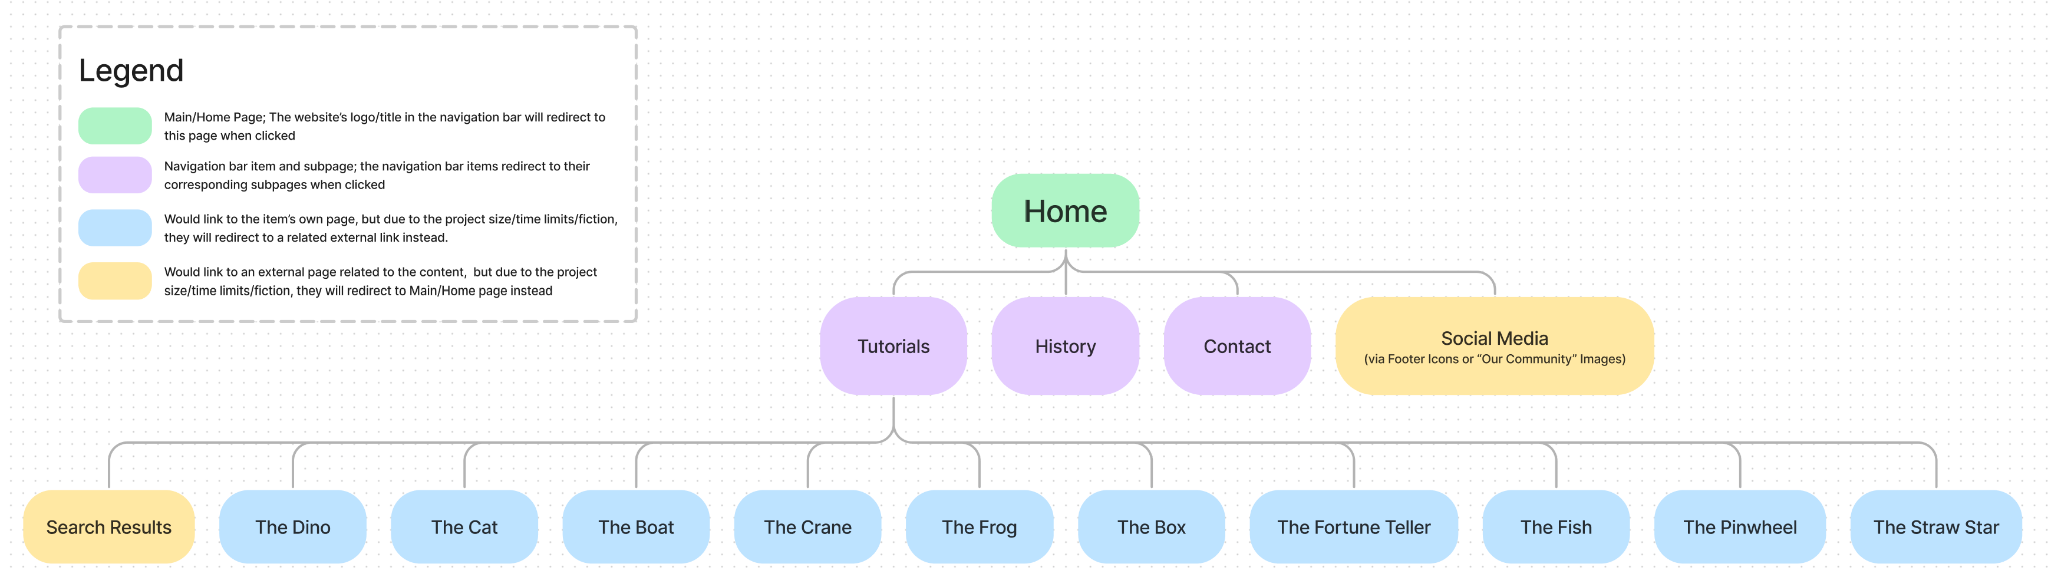 Legend
Main/Home Page; The website's logo/title in the navigation bar will redirect to
this page when clicked
Navigation bar item and subpage; the navigation bar items redirect to their
corresponding subpages when clicked
Would link to the item's own page, but due to the project size/time limits/fiction,
they will redirect to a related external link instead.
Would link to an external page related to the content,  but due to the project
size/time limits/fiction, they will redirect to Main/Home page instead
Home
Tutorials
History
Contact
Social Media
(via Footer Icons or “Our Community” Images)
Search Results
The Dino
The Cat
The Boat
The Crane
The Frog
The Box
The Fortune Teller
The Fish
The Pinwheel
The Straw Star